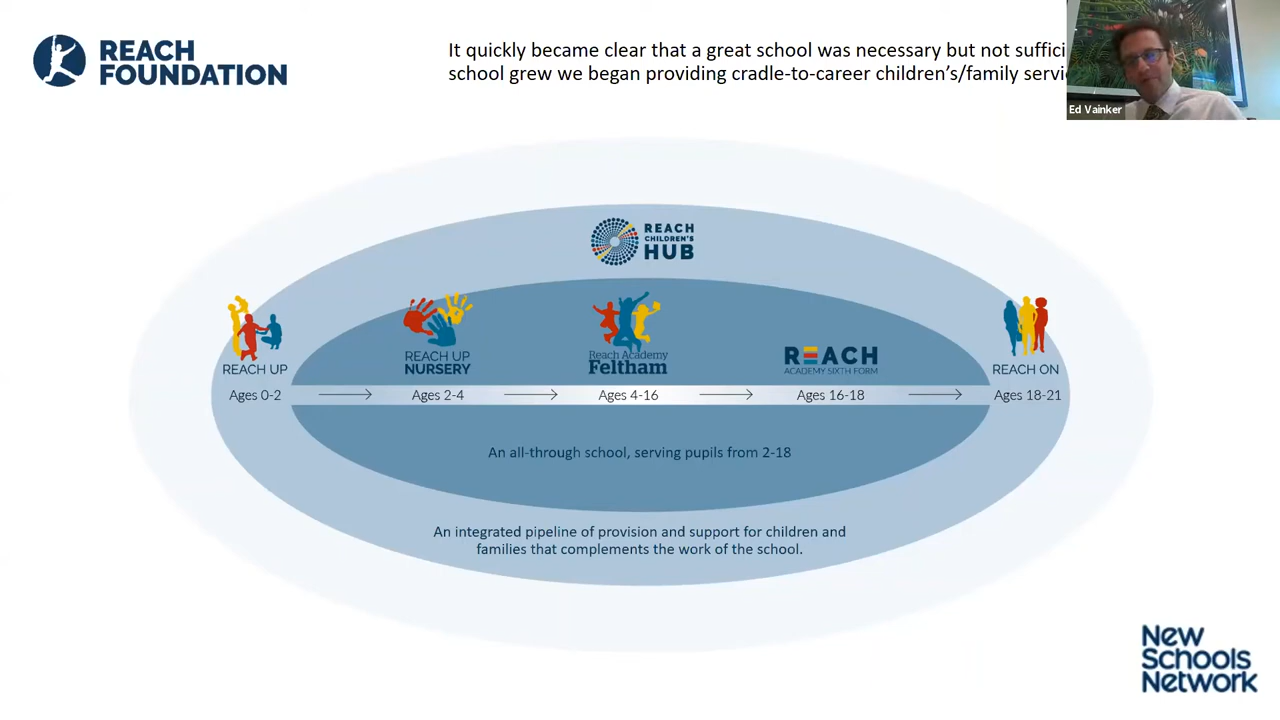 REACH
FOUNDATION
It quickly became clear that a great school was necessary but not
school grew we began providing cradle-to-career children's/family
Ed Vainker
REACH
CHILDREN'S
HUB
REACH UP
REACH UP
NURSERY
Reach Academy
Feltham
REACH
ACADEMY SIXTH FORM
REACH ON
Ages 0-2
Ages 2-4
Ages 4-16
Ages 16-18
Ages 18-21
An all-through school, serving pupils from 2-18
An integrated pipeline of provision and support for children and
families that complements the work of the school.
New
Schools
Network